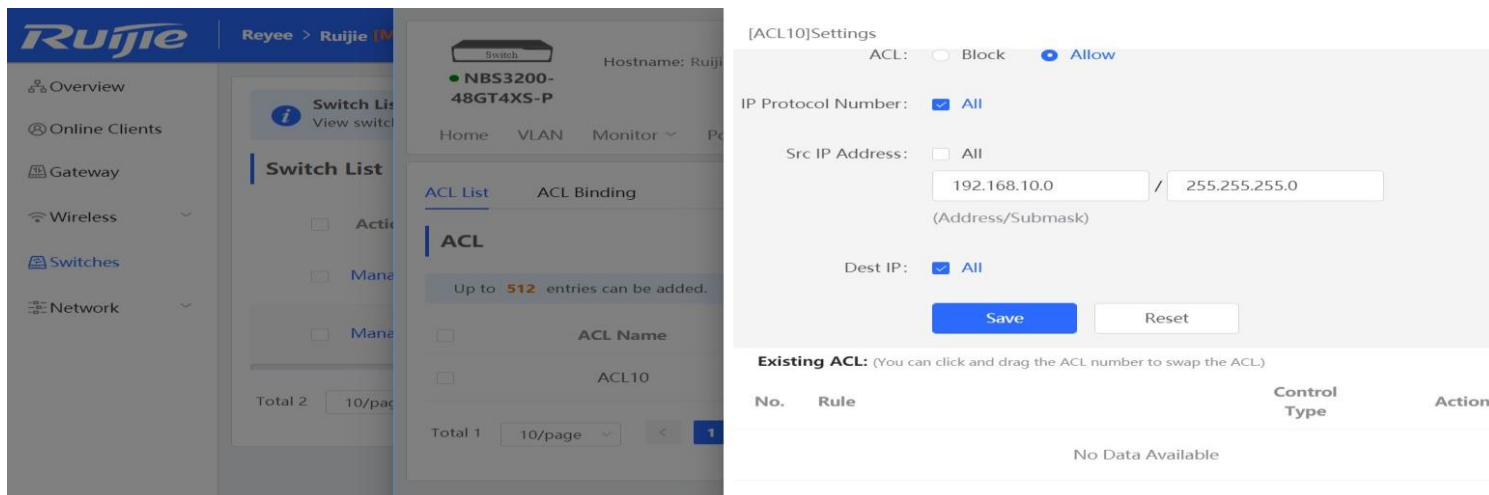 Ruijie
Reyee > Ruijie
Overview
Online Clients
Gateway
Wireless
Switches
Network
Switch
View switch
Switch List
Total 2 10/pag
Switch
NBS3200-
48GT4XS-P
Hostname: Ruiji
Home VLAN Monitor
ACL List ACL Binding
ACL
Up to 512 entries can be added.
ACL Name
ACL10
Total 1 10/page < 1
[ACL10]Settings
ACL: Block Allow
IP Protocol Number: All
Src IP Address: All
192.168.10.0 / 255.255.255.0
(Address/Submask)
Dest IP: All
Save Reset
Existing ACL: (You can click and drag the ACL number to swap the ACL.)
No. Rule Control Type Action
No Data Available